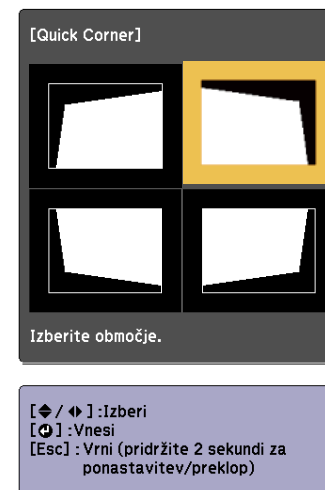 [Quick Corner]
Izberite območje.
[◆/◆] :Izberi
[⏎] :Vnesi
[Esc] : Vrni (pridržite 2 sekundi za
ponastavitev/preklop)